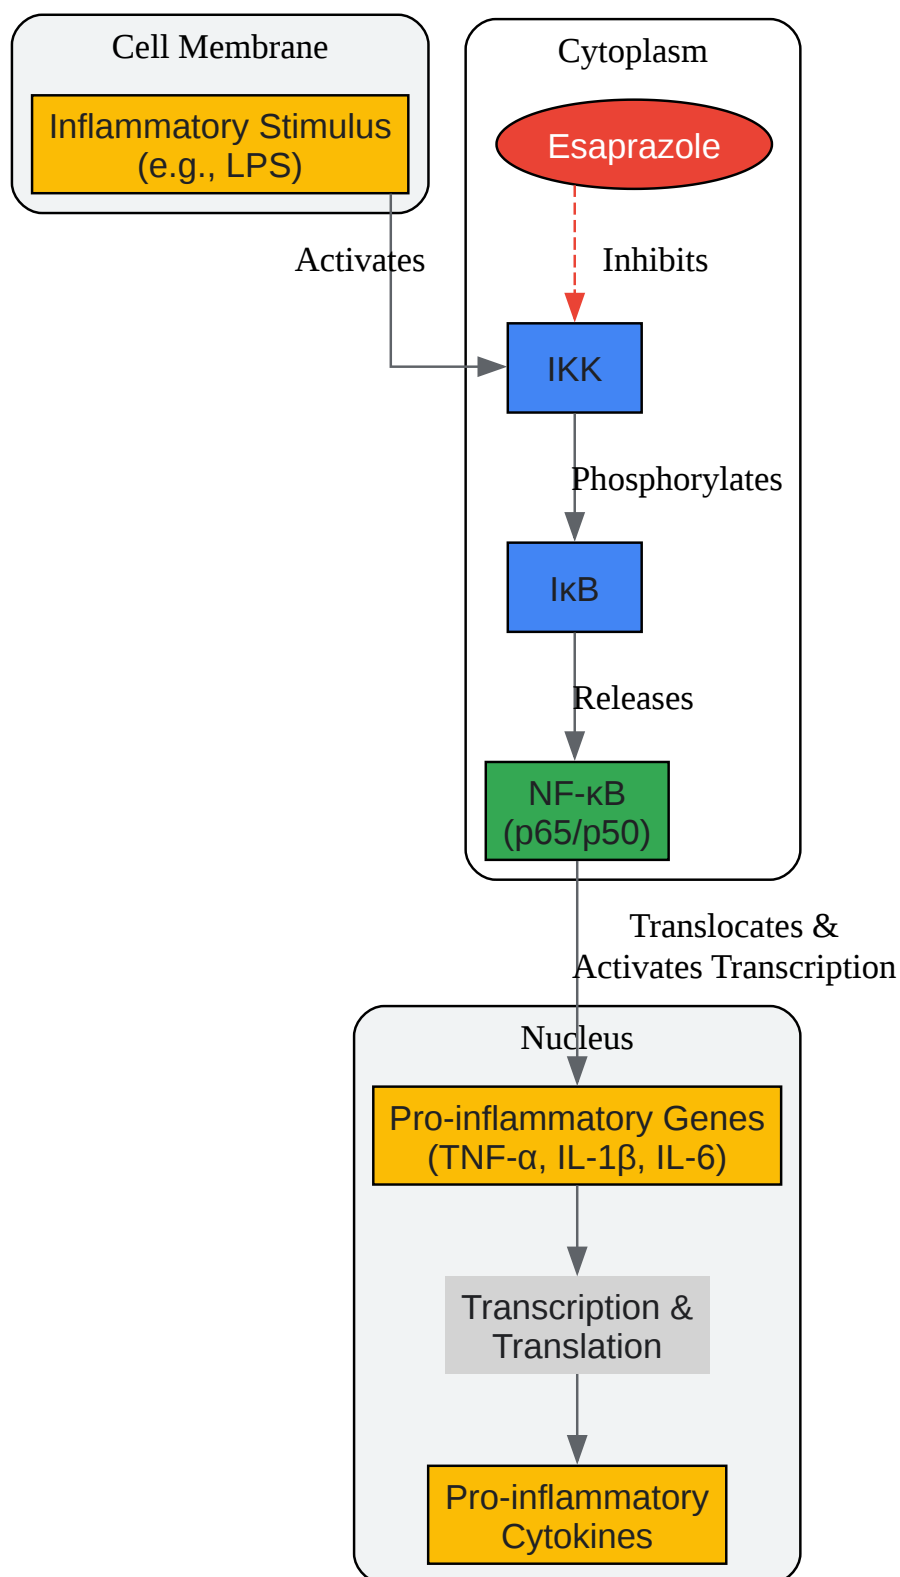 Cell Membrane
Inflammatory Stimulus
(e.g., LPS)
Cytoplasm
Esaprazole
Activates
Inhibits
IKK
Phosphorylates
IκB
Releases
NF-κB
(p65/p50)
Translocates &
Activates Transcription
Nucleus
Pro-inflammatory Genes
(TNF-α, IL-1β, IL-6)
Transcription &
Translation
Pro-inflammatory
Cytokines